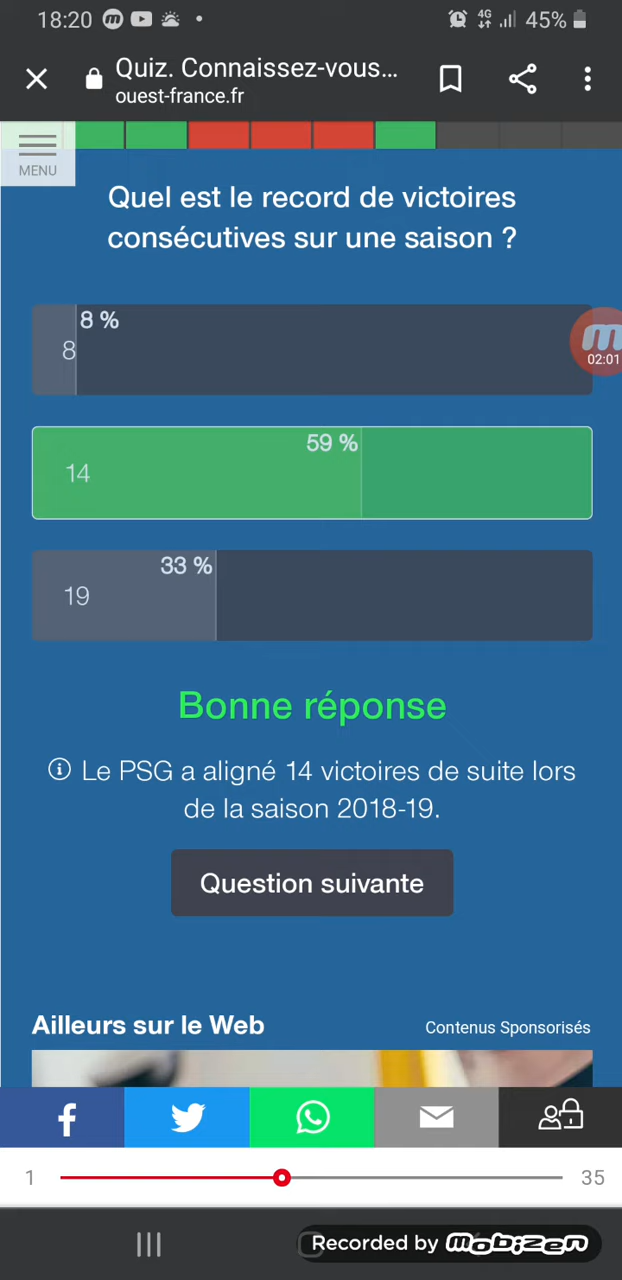 18:20
4G
45%
Quiz. Connaissez-vous...
ouest-france.fr
MENU
Quel est le record de victoires
consécutives sur une saison ?
8 %
8
02:01
59 %
14
33 %
19
Bonne réponse
Le PSG a aligné 14 victoires de suite lors
de la saison 2018-19.
Question suivante
Ailleurs sur le Web
Contenus Sponsorisés
1
35
Recorded by mobizen